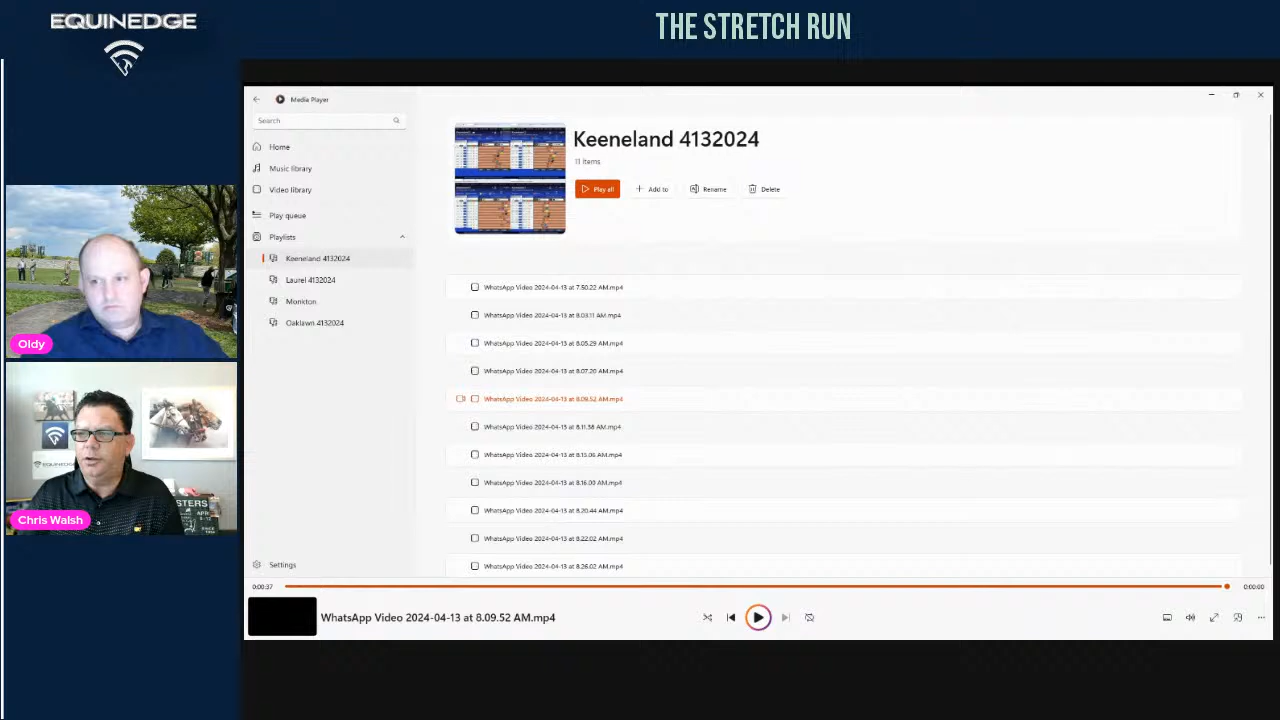 EQUINEDGE
THE STRETCH RUN
Media Player
Search
Home
Music library
Video library
Play queue
Playlists
Keeneland 4132024
Laurel 4132024
Monkton
Oaklawn 4132024
Settings
Keeneland 4132024
11 items
Play all
Add to
Rename
Delete
WhatsApp Video 2024-04-13 at 7.50.22 AM.mp4
WhatsApp Video 2024-04-13 at 8.03.11 AM.mp4
WhatsApp Video 2024-04-13 at 8.05.29 AM.mp4
WhatsApp Video 2024-04-13 at 8.07.20 AM.mp4
WhatsApp Video 2024-04-13 at 8.09.52 AM.mp4
WhatsApp Video 2024-04-13 at 8.11.38 AM.mp4
WhatsApp Video 2024-04-13 at 8.15.06 AM.mp4
WhatsApp Video 2024-04-13 at 8.16.00 AM.mp4
WhatsApp Video 2024-04-13 at 8.20.44 AM.mp4
WhatsApp Video 2024-04-13 at 8.22.02 AM.mp4
WhatsApp Video 2024-04-13 at 8.26.02 AM.mp4
0:00:37
0:00:00
WhatsApp Video 2024-04-13 at 8.09.52 AM.mp4
Oldy
EQUINEDGE
STERS
APR
Chris Walsh